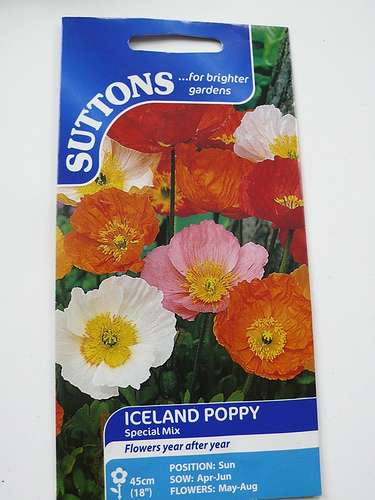 SUTTONS
...for brighter
gardens
ICELAND POPPY
Special Mix
Flowers year after year
45cm
(18")
POSITION: Sun
SOW: Apr-Jun
FLOWERS: May-Aug